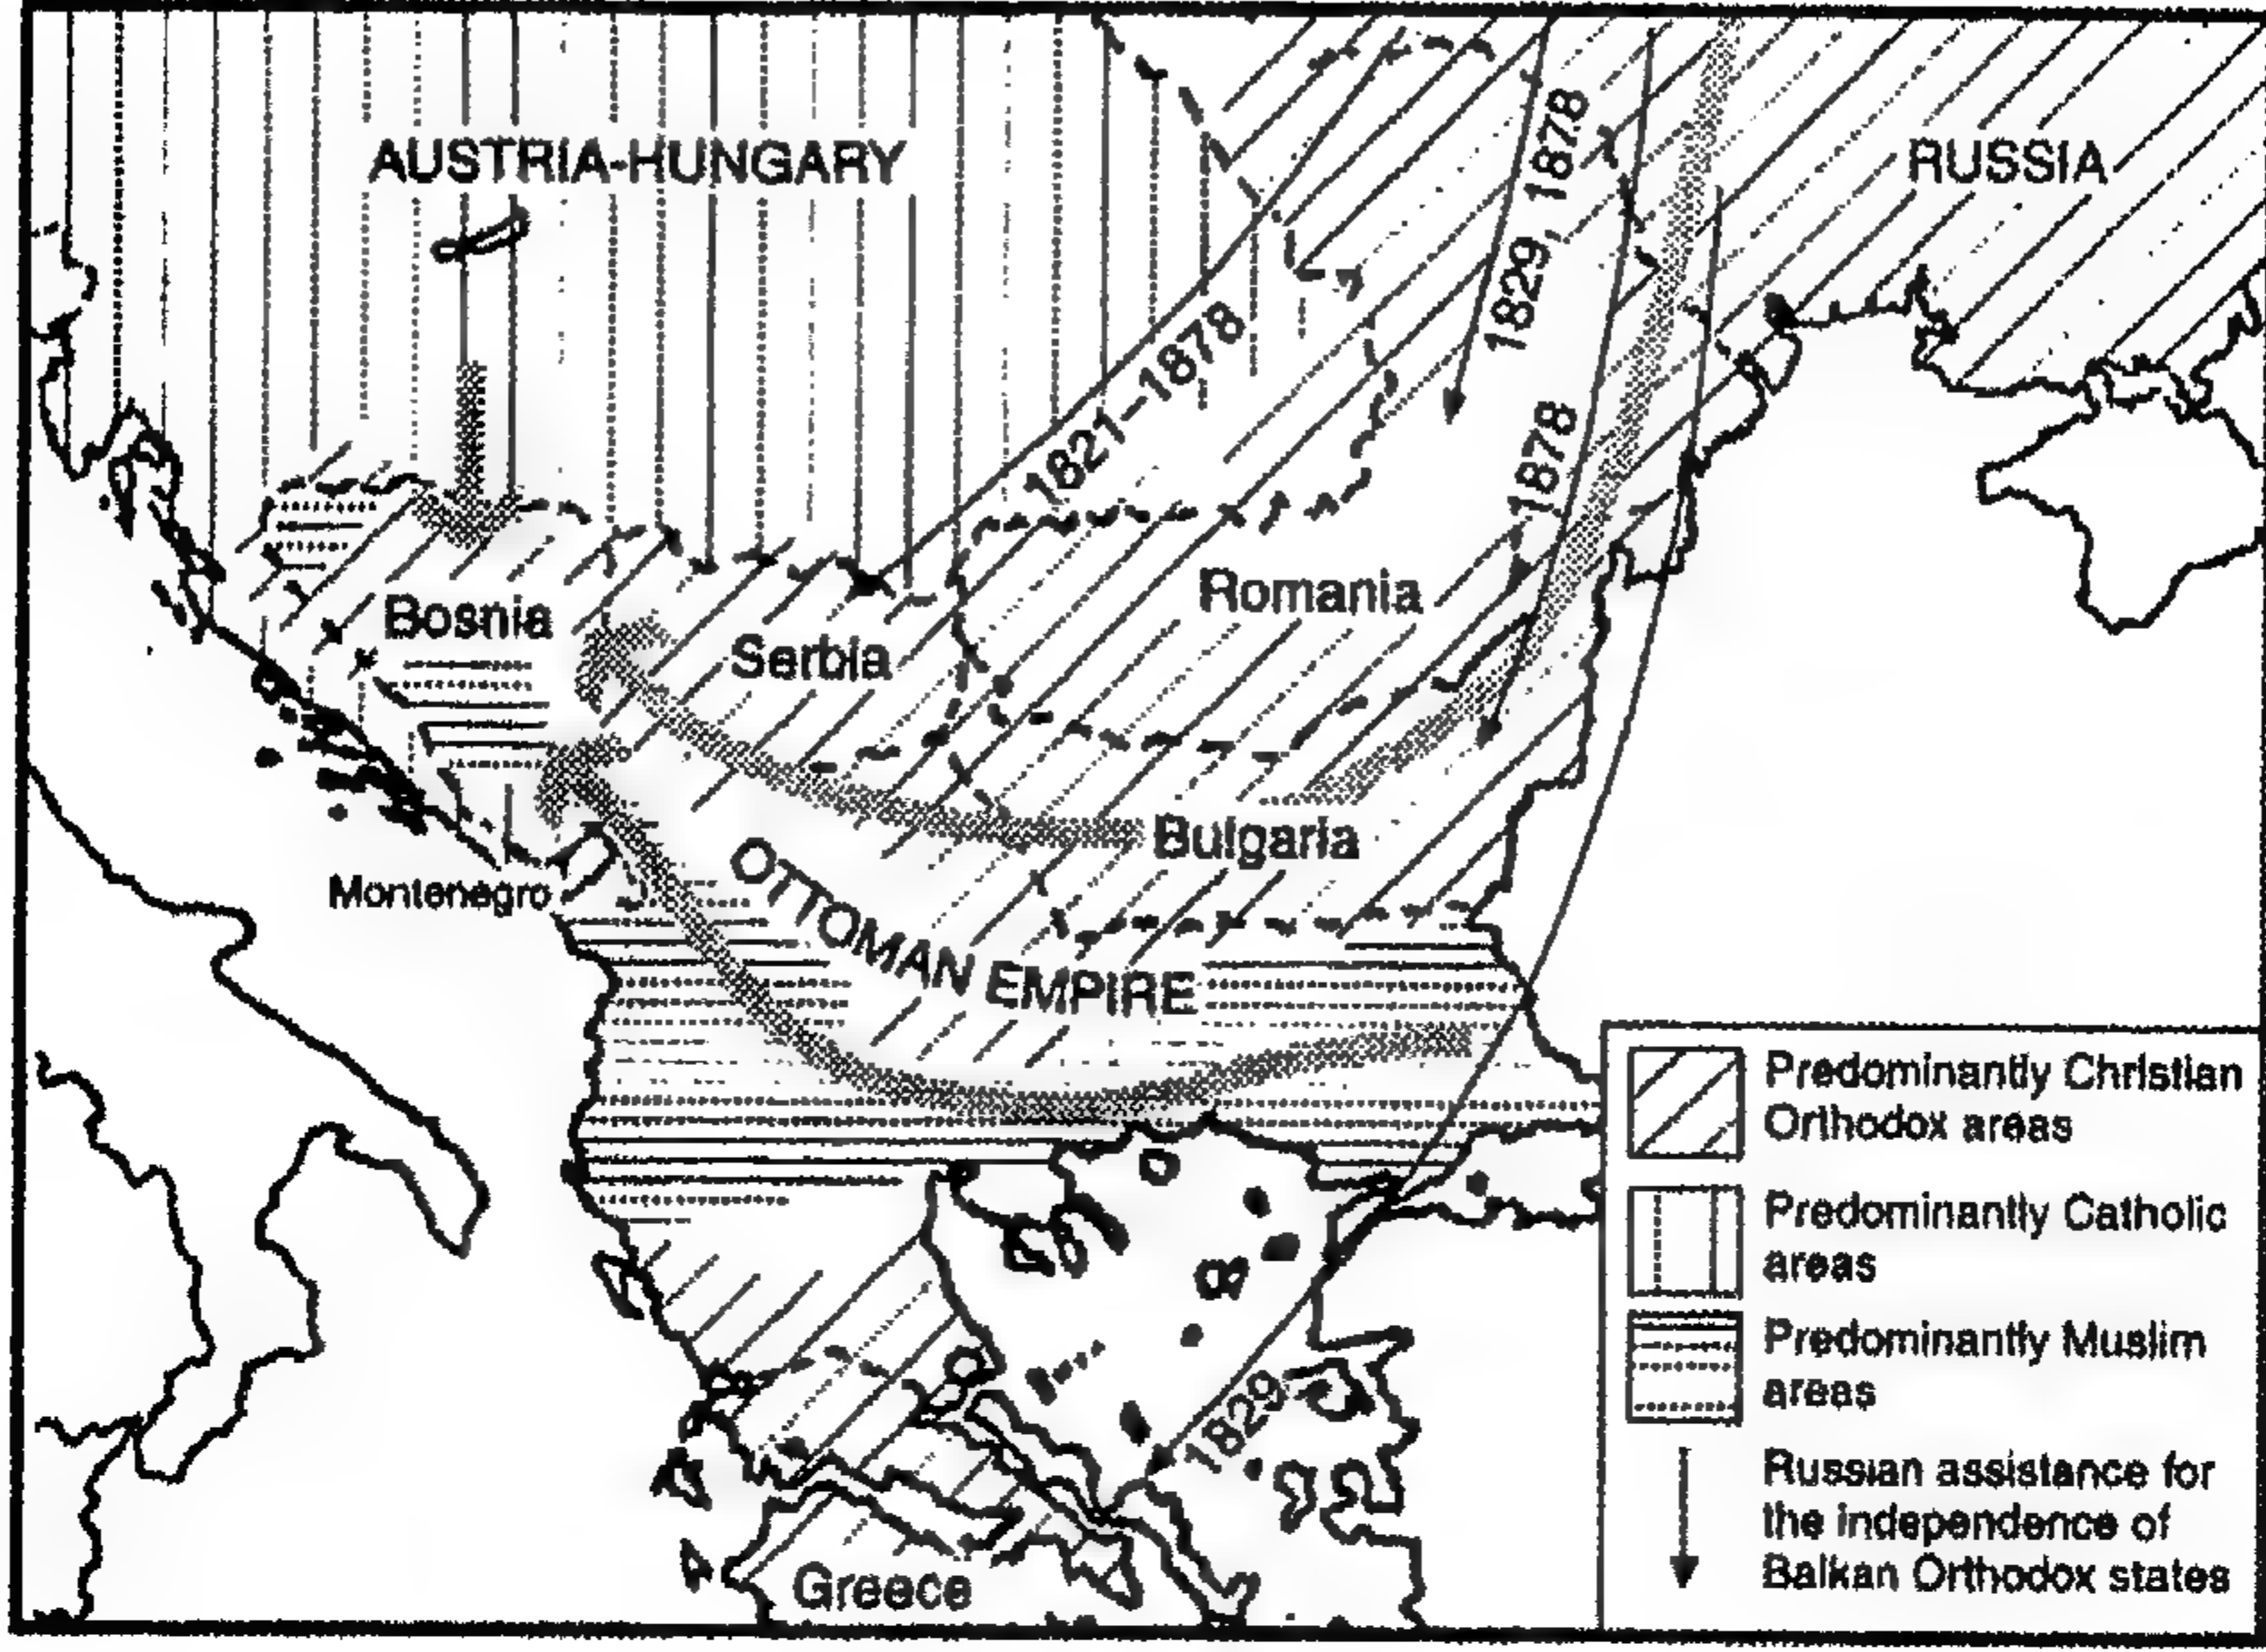 AUSTRIA-HUNGARY
RUSSIA
1829, 1878
1821–1878
1878
Romania
Bosnia
Serbia
Bulgaria
Montenegro
OTTOMAN EMPIRE
1829
Greece
Predominantly Christian
Orthodox areas
Predominantly Catholic
areas
Predominantly Muslim
areas
Russian assistance for
the independence of
Balkan Orthodox states